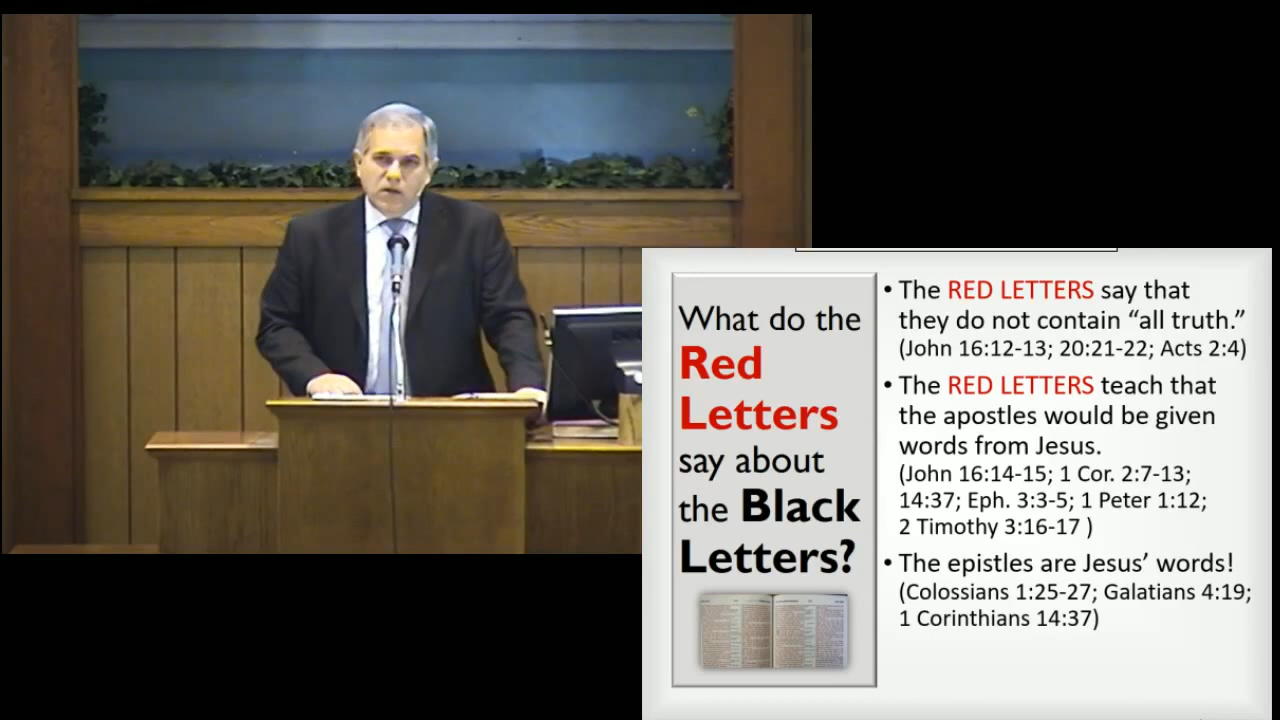 What do the
Red
Letters
say about
the Black
Letters?
• The RED LETTERS say that
they do not contain “all truth.”
(John 16:12-13; 20:21-22; Acts 2:4)
• The RED LETTERS teach that
the apostles would be given
words from Jesus.
(John 16:14-15; 1 Cor. 2:7-13;
14:37; Eph. 3:3-5; 1 Peter 1:12;
2 Timothy 3:16-17 )
• The epistles are Jesus’ words!
(Colossians 1:25-27; Galatians 4:19;
1 Corinthians 14:37)